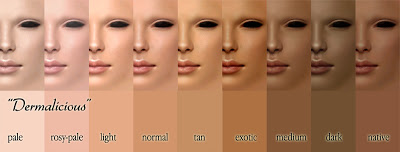 "Dermalicious"
pale rosy-pale light normal tan exotic medium dark native